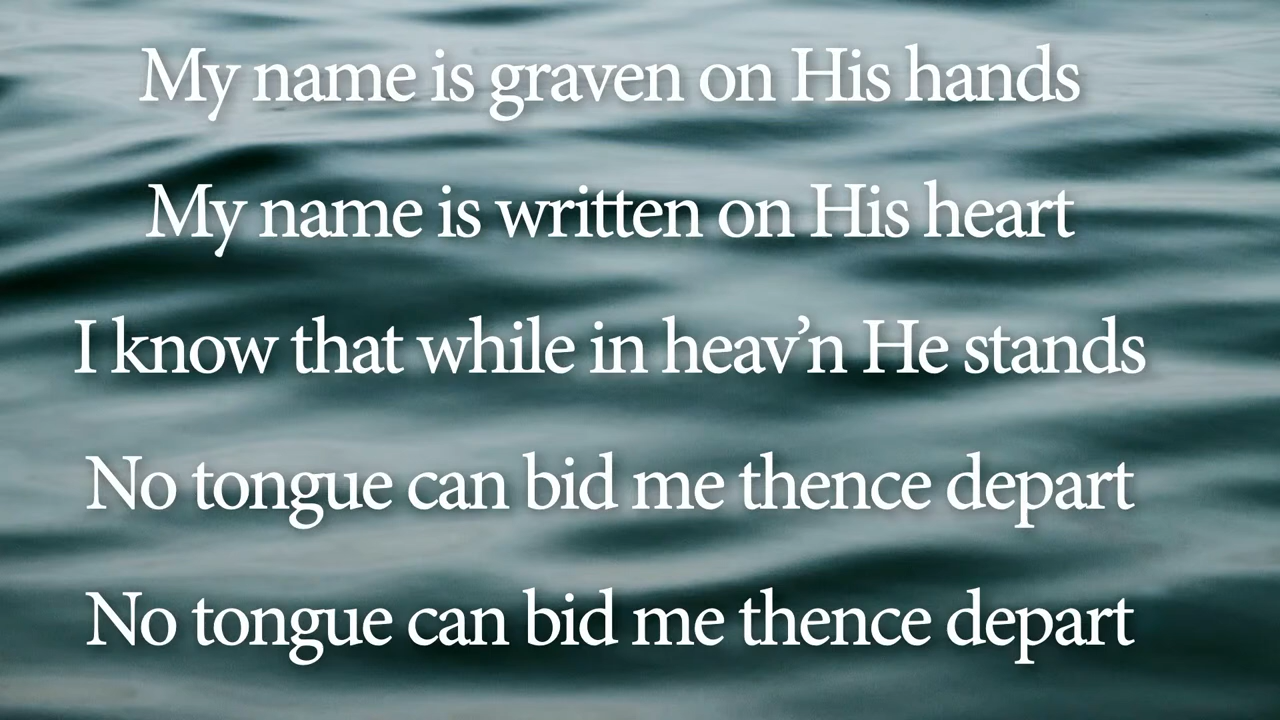 My name is graven on His hands
My name is written on His heart
I know that while in heav’n He stands
No tongue can bid me thence depart
No tongue can bid me thence depart